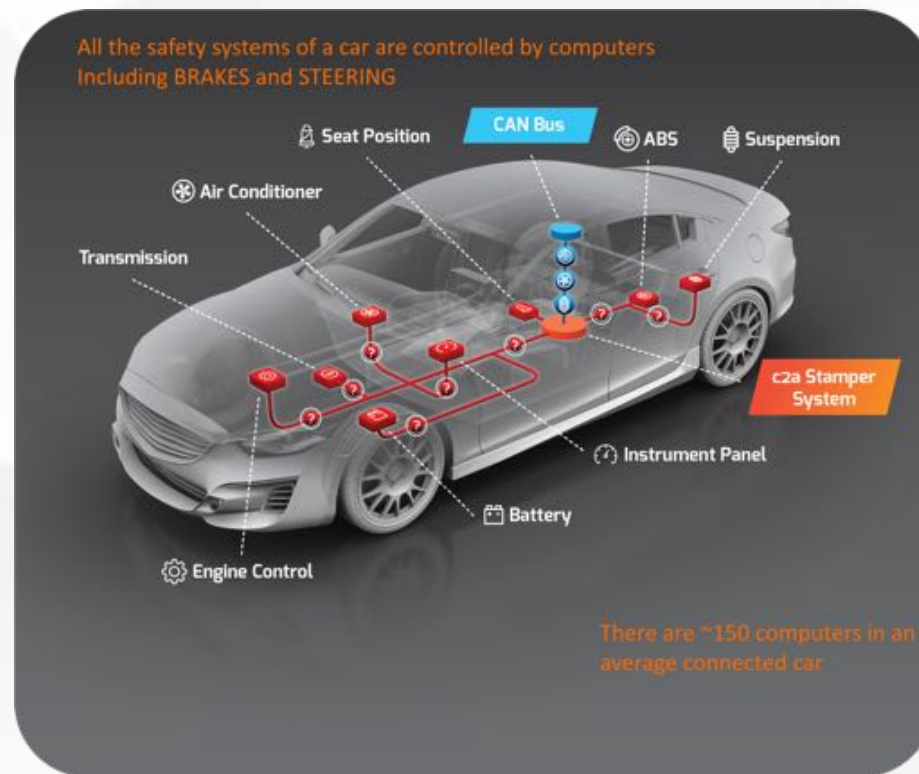 All the safety systems of a car are controlled by computers
Including BRAKES and STEERING
CAN Bus
Seat Position
ABS
Suspension
Air Conditioner
Transmission
c2a Stamper
System
Instrument Panel
Battery
Engine Control
There are ~150 computers in an
average connected car